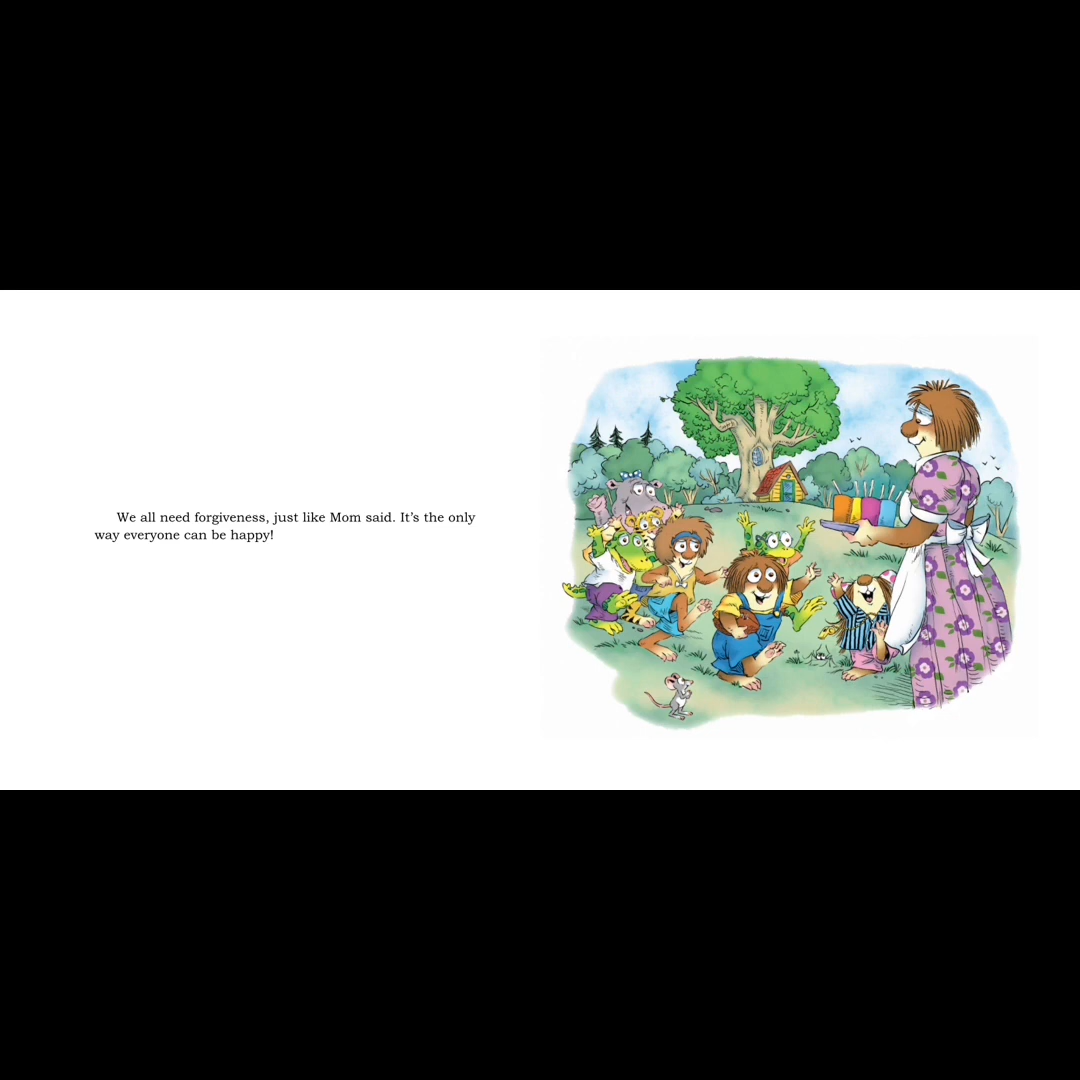 We all need forgiveness, just like Mom said. It’s the only
way everyone can be happy!